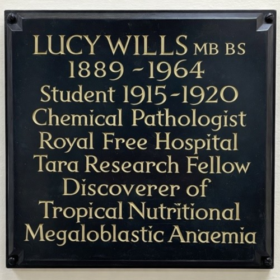 LUCY WILLS MB BS
1889 - 1964
Student 1915-1920
Chemical Pathologist
Royal Free Hospital
Tara Research Fellow
Discoverer of
Tropical Nutritional
Megaloblastic Anaemia